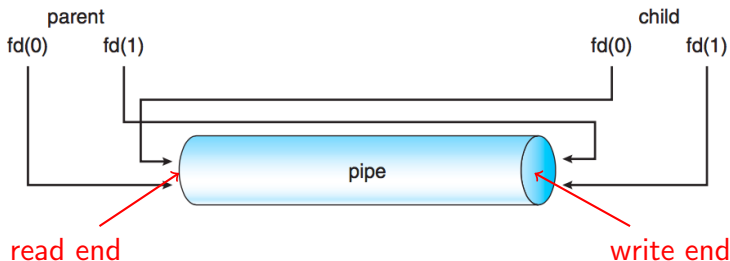 parent child
fd(0) fd(1) fd(0) fd(1)
pipe
read end write end